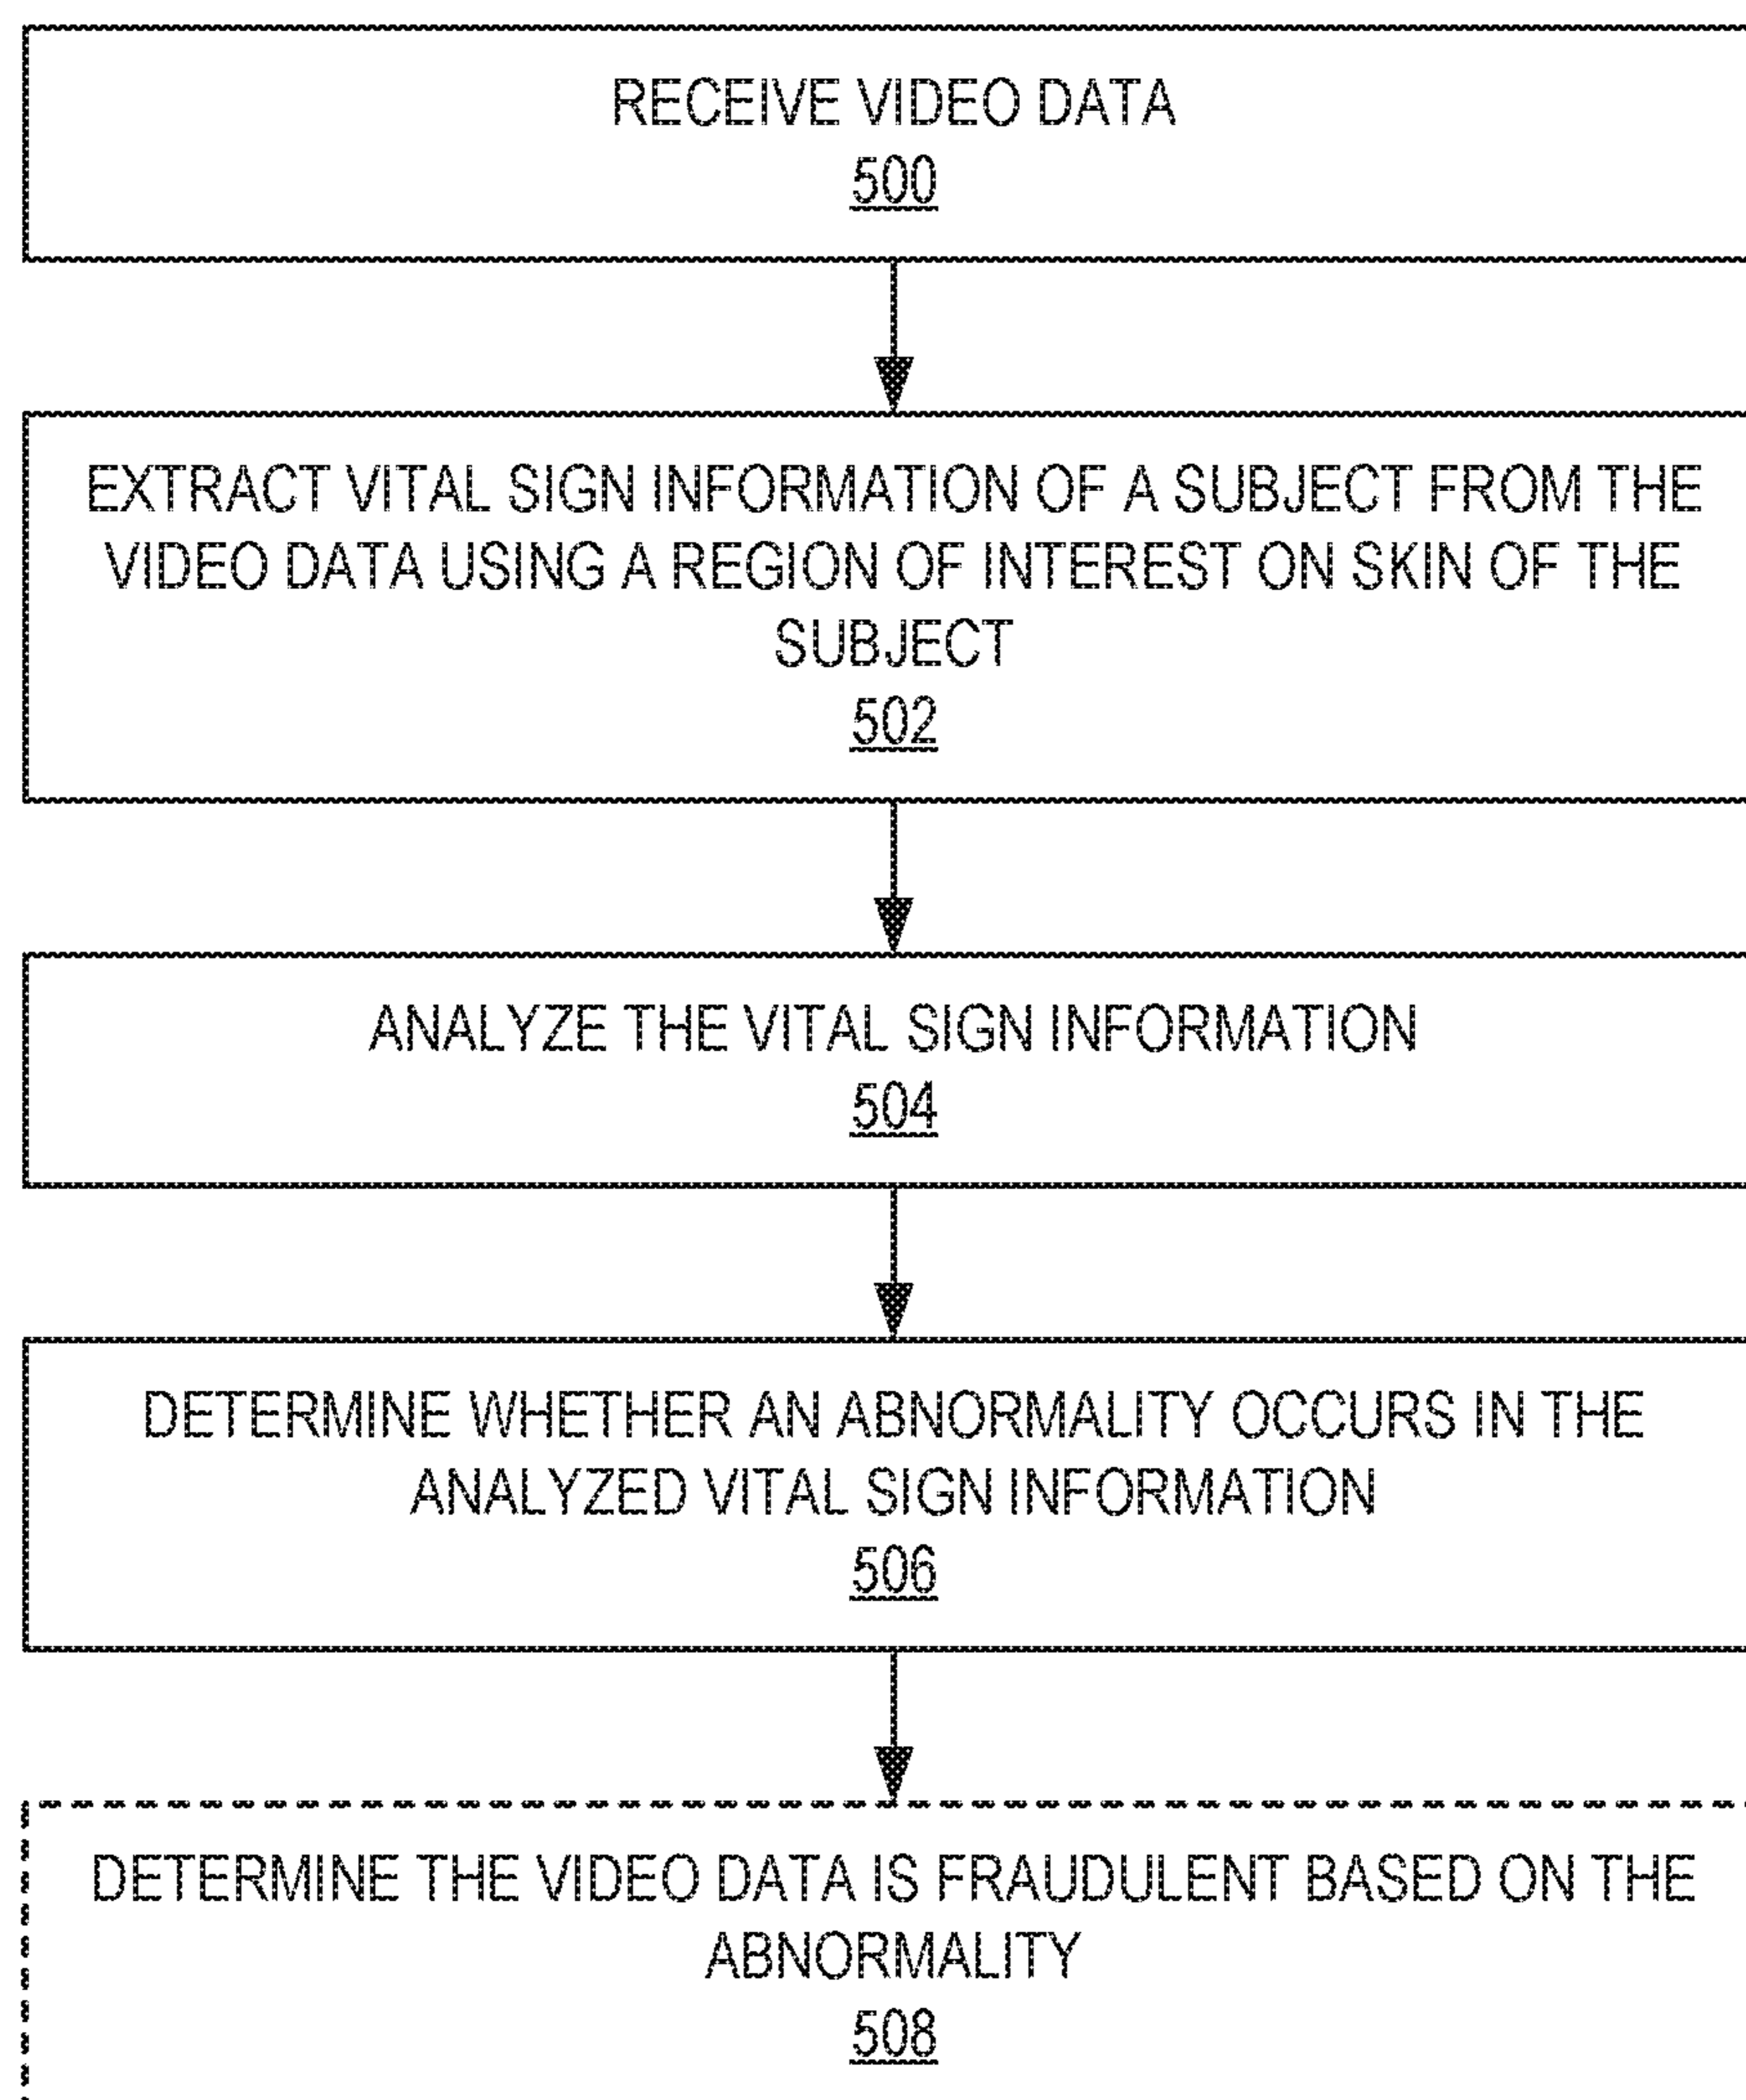 RECEIVE VIDEO DATA
500
EXTRACT VITAL SIGN INFORMATION OF A SUBJECT FROM THE
VIDEO DATA USING A REGION OF INTEREST ON SKIN OF THE
SUBJECT
502
ANALYZE THE VITAL SIGN INFORMATION
504
DETERMINE WHETHER AN ABNORMALITY OCCURS IN THE
ANALYZED VITAL SIGN INFORMATION
506
DETERMINE THE VIDEO DATA IS FRAUDULENT BASED ON THE
ABNORMALITY
508